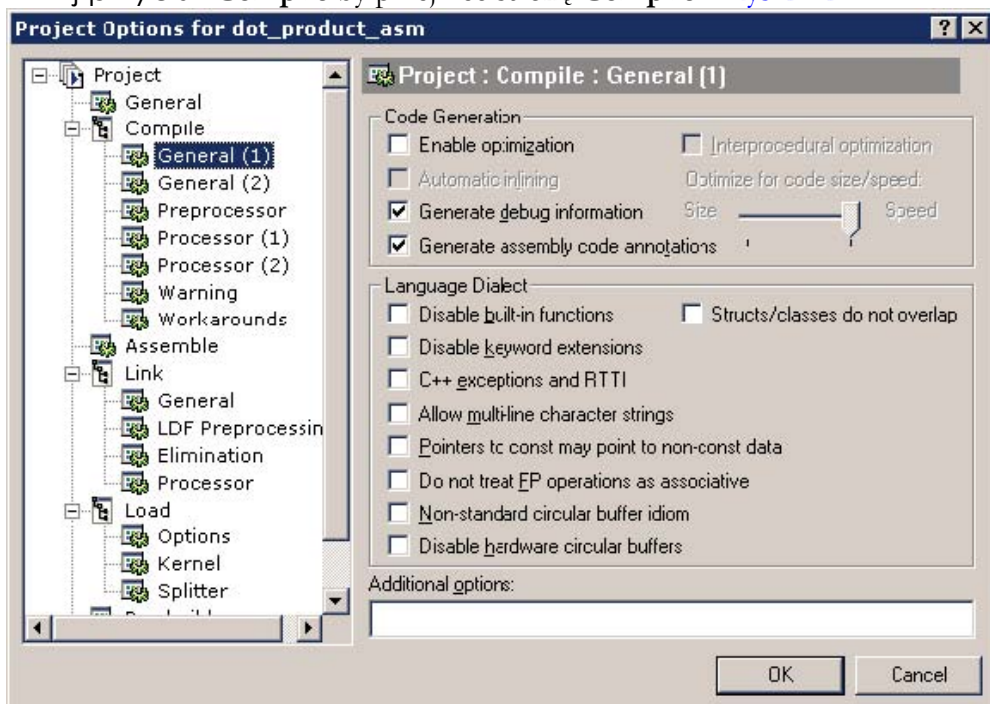 Compile
Compile
Project Options for dot_product_asm
Project
General
Compile
General (1)
General (2)
Preprocessor
Processor (1)
Processor (2)
Warning
Workarounds
Assemble
Link
General
LDF Preprocessin
Elimination
Processor
Load
Options
Kernel
Splitter
Project : Compile : General (1)
Code Generation
Enable optimization
Interprocedural optimization
Automatic inlining
Optimize for code size/speed:
Generate debug information
Size
Speed
Generate assembly code annotations
Language Dialect
Disable built-in functions
Structs/classes do not overlap
Disable keyword extensions
C++ exceptions and RTTI
Allow multi-line character strings
Pointers to const may point to non-const data
Do not treat FP operations as associative
Non-standard circular buffer idiom
Disable hardware circular buffers
Additional options:
OK
Cancel